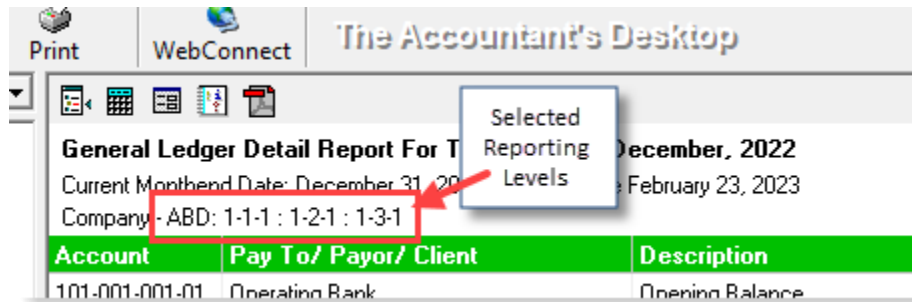 Print
WebConnect
The Accountant's Desktop
Selected
Reporting
Levels
General Ledger Detail Report For T December, 2022
Current Monthend Date: December 31, 20 February 23, 2023
Company - ABD: 1-1-1 : 1-2-1 : 1-3-1
Account Pay To/ Payor/ Client Description
101-001-001-01 Operating Bank Opening Balance